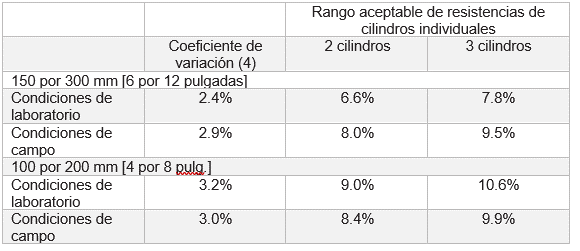 Rango aceptable de resistencias de
cilindros individuales
Coeficiente de 2 cilindros 3 cilindros
variación (4)
150 por 300 mm [6 por 12 pulgadas]
Condiciones de 2.4% 6.6% 7.8%
laboratorio
Condiciones de 2.9% 8.0% 9.5%
campo
100 por 200 mm [4 por 8 pulg.]
Condiciones de 3.2% 9.0% 10.6%
laboratorio
Condiciones de 3.0% 8.4% 9.9%
campo